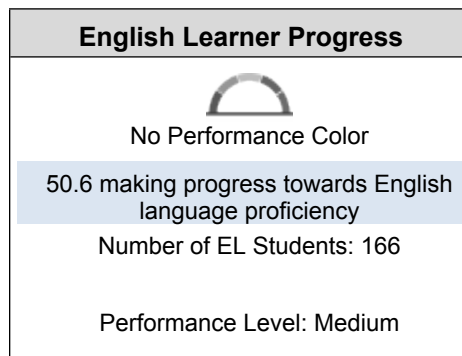 English Learner Progress
No Performance Color
50.6 making progress towards English
language proficiency
Number of EL Students: 166
Performance Level: Medium